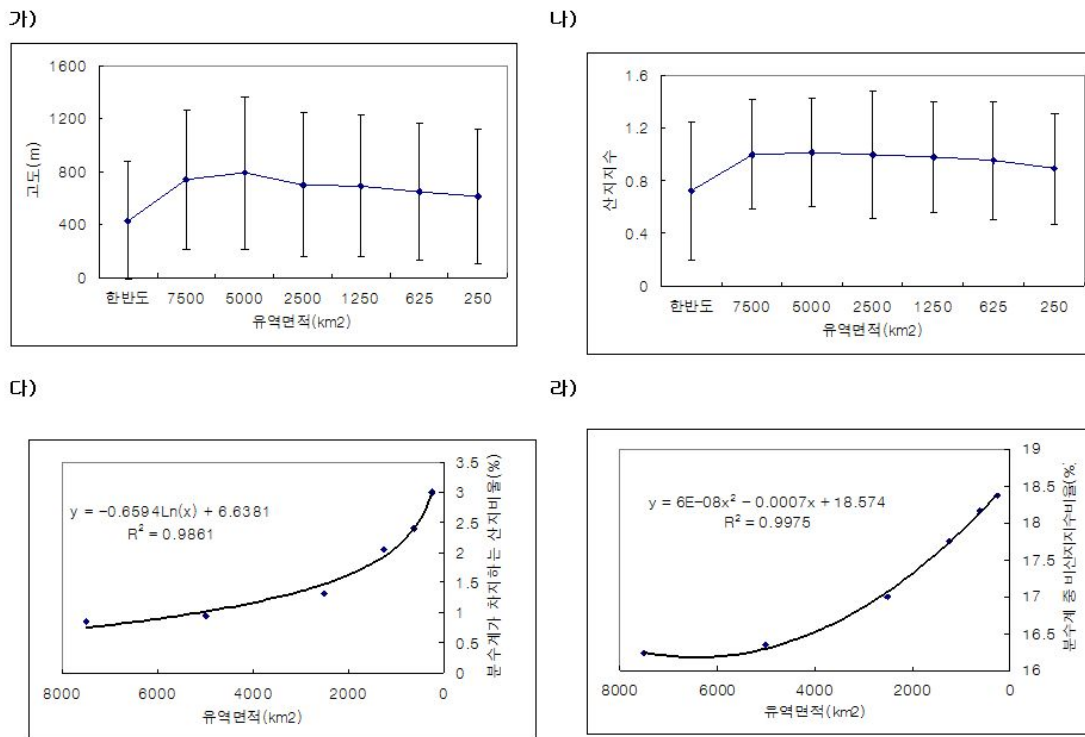 가)
1600
1200
800
400
0
고도(m)
한반도 7500 5000 2500 1250 625 250
유역면적(km2)
나)
1.6
1.2
0.8
0.4
0
산지지수
한반도 7500 5000 2500 1250 625 250
유역면적(km2)
다)
y = -0.6594Ln(x) + 6.6381
R² = 0.9861
3.5
3
2.5
2
1.5
1
0.5
0
분수계가 차지하는 산지비율(%)
8000 6000 4000 2000 0
유역면적(km2)
라)
y = 6E-08x² - 0.0007x + 18.574
R² = 0.9975
19
18.5
18
17.5
17
16.5
16
분수계 중 비산지지수비율(%)
8000 6000 4000 2000 0
유역면적(km2)